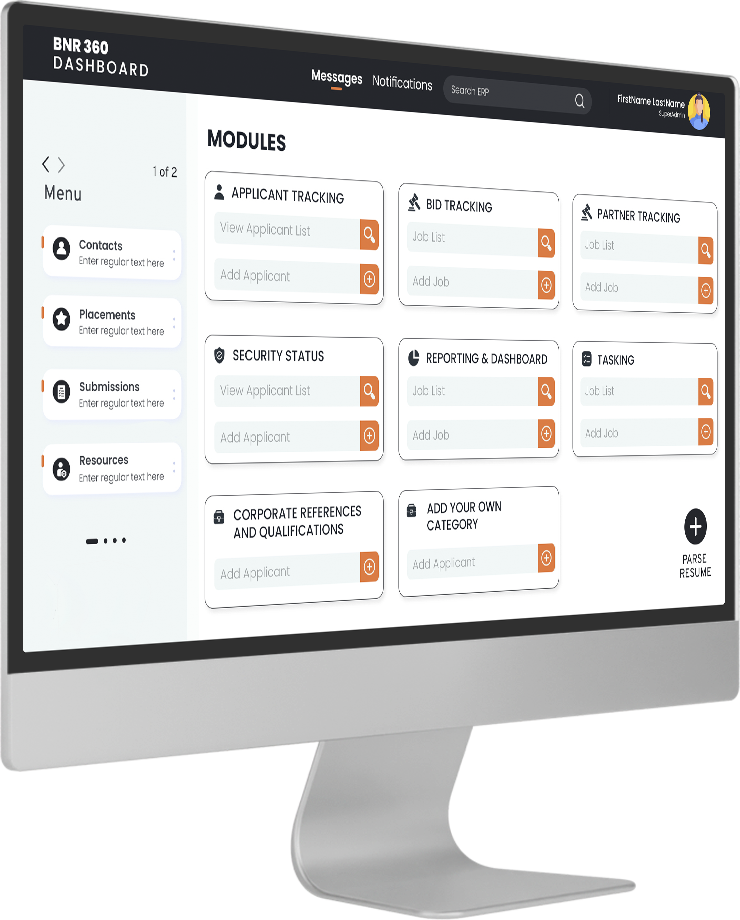 BNR 360
DASHBOARD
Messages
Notifications
Search ERP
FirstName LastName
SuperAdmin
1 of 2
Menu
Contacts
Enter regular text here
Placements
Enter regular text here
Submissions
Enter regular text here
Resources
Enter regular text here
MODULES
APPLICANT TRACKING
View Applicant List
Add Applicant
BID TRACKING
Job List
Add Job
PARTNER TRACKING
Job List
Add Job
SECURITY STATUS
View Applicant List
Add Applicant
REPORTING & DASHBOARD
Job List
Add Job
TASKING
Job List
Add Job
CORPORATE REFERENCES
AND QUALIFICATIONS
Add Applicant
ADD YOUR OWN
CATEGORY
Add Applicant
PARSE
RESUME